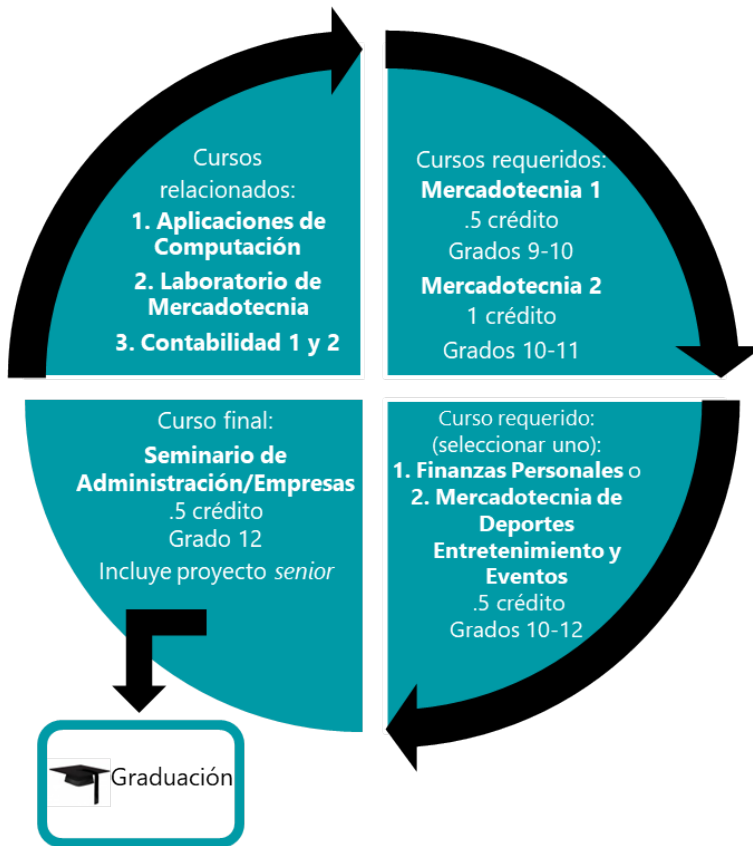 Cursos
relacionados:
1. Aplicaciones de
Computación
2. Laboratorio de
Mercadotecnia
3. Contabilidad 1 y 2
Cursos requeridos:
Mercadotecnia 1
.5 crédito
Grados 9-10
Mercadotecnia 2
1 crédito
Grados 10-11
Curso requerido:
(seleccionar uno):
1. Finanzas Personales o
2. Mercadotecnia de
Deportes
Entretenimiento y
Eventos
.5 crédito
Grados 10-12
Curso final:
Seminario de
Administración/Empresas
.5 crédito
Grado 12
Incluye proyecto senior
Graduación